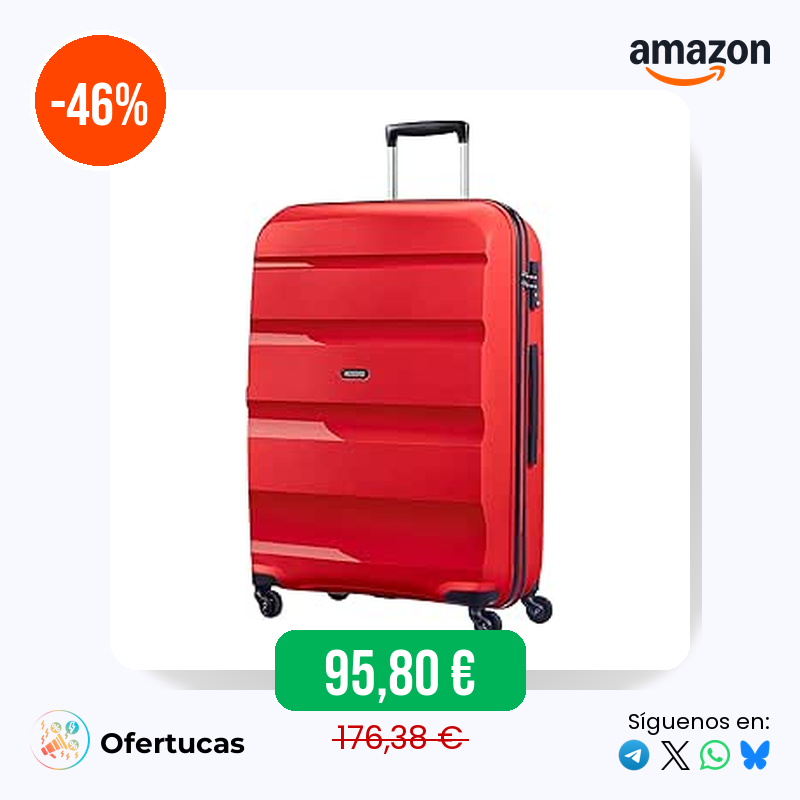 -46%
amazon
95,80 €
176,38 €
Ofertucas
Síguenos en: